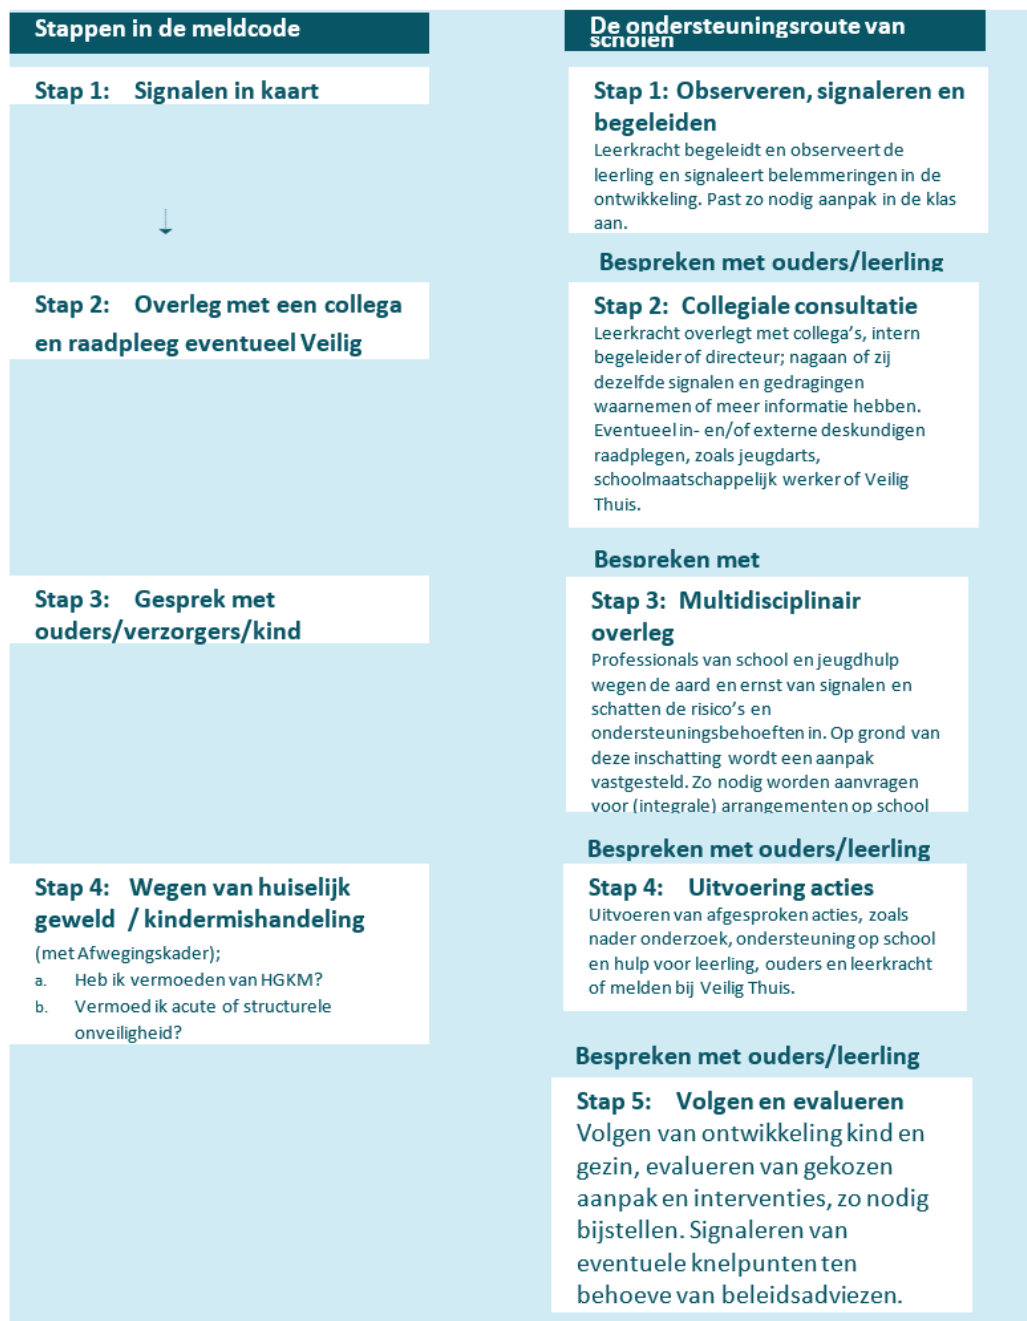 Stappen in de meldcode
Stap 1: Signalen in kaart
Stap 2: Overleg met een collega
en raadpleeg eventueel Veilig
Stap 3: Gesprek met
ouders/verzorgers/kind
Stap 4: Wegen van huiselijk
geweld / kindermishandeling
(met Afwegingskader);
a. Heb ik vermoeden van HGKM?
b. Vermoed ik acute of structurele
onveiligheid?
De ondersteuningsroute van
scholen
Stap 1: Observeren, signaleren en
begeleiden
Leerkracht begeleidt en observeert de
leerling en signaleert belemmeringen in de
ontwikkeling. Past zo nodig aanpak in de klas
aan.
Bespreken met ouders/leerling
Stap 2: Collegiale consultatie
Leerkracht overlegt met collega's, intern
begeleider of directeur; nagaan of zij
dezelfde signalen en gedragingen
waarnemen of meer informatie hebben.
Eventueel in- en/of externe deskundigen
raadplegen, zoals jeugdarts,
schoolmaatschappelijk werker of Veilig
Thuis.
Bespreken met
Stap 3: Multidisciplinair
overleg
Professionals van school en jeugdhulp
wegen de aard en ernst van signalen en
schatten de risico's en
ondersteuningsbehoeften in. Op grond van
deze inschatting wordt een aanpak
vastgesteld. Zo nodig worden aanvragen
voor (integrale) arrangementen op school
Bespreken met ouders/leerling
Stap 4: Uitvoering acties
Uitvoeren van afgesproken acties, zoals
nader onderzoek, ondersteuning op school
en hulp voor leerling, ouders en leerkracht
of melden bij Veilig Thuis.
Bespreken met ouders/leerling
Stap 5: Volgen en evalueren
Volgen van ontwikkeling kind en
gezin, evalueren van gekozen
aanpak en interventies, zo nodig
bijstellen. Signaleren van
eventuele knelpunten ten
behoeve van beleidsadviezen.